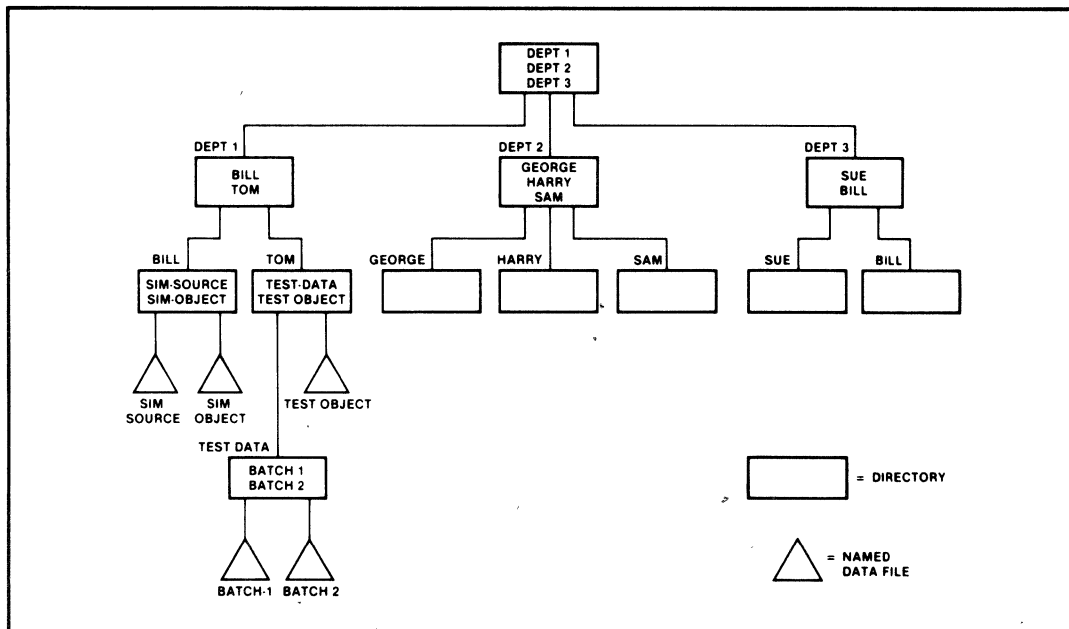 DEPT 1
DEPT 2
DEPT 3
DEPT 1
DEPT 2
DEPT 3
BILL
TOM
GEORGE
HARRY
SAM
SUE
BILL
BILL
TOM
GEORGE
HARRY
SAM
SUE
BILL
SIM-SOURCE
SIM-OBJECT
TEST-DATA
TEST OBJECT
SIM
SOURCE
SIM
OBJECT
TEST OBJECT
TEST DATA
BATCH 1
BATCH 2
= DIRECTORY
BATCH-1
BATCH 2
= NAMED
DATA FILE